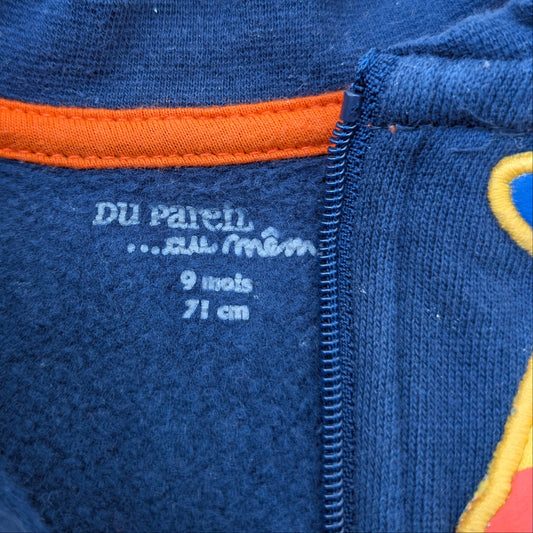 DU PareiL
...au mêm
9 mois
71 cm